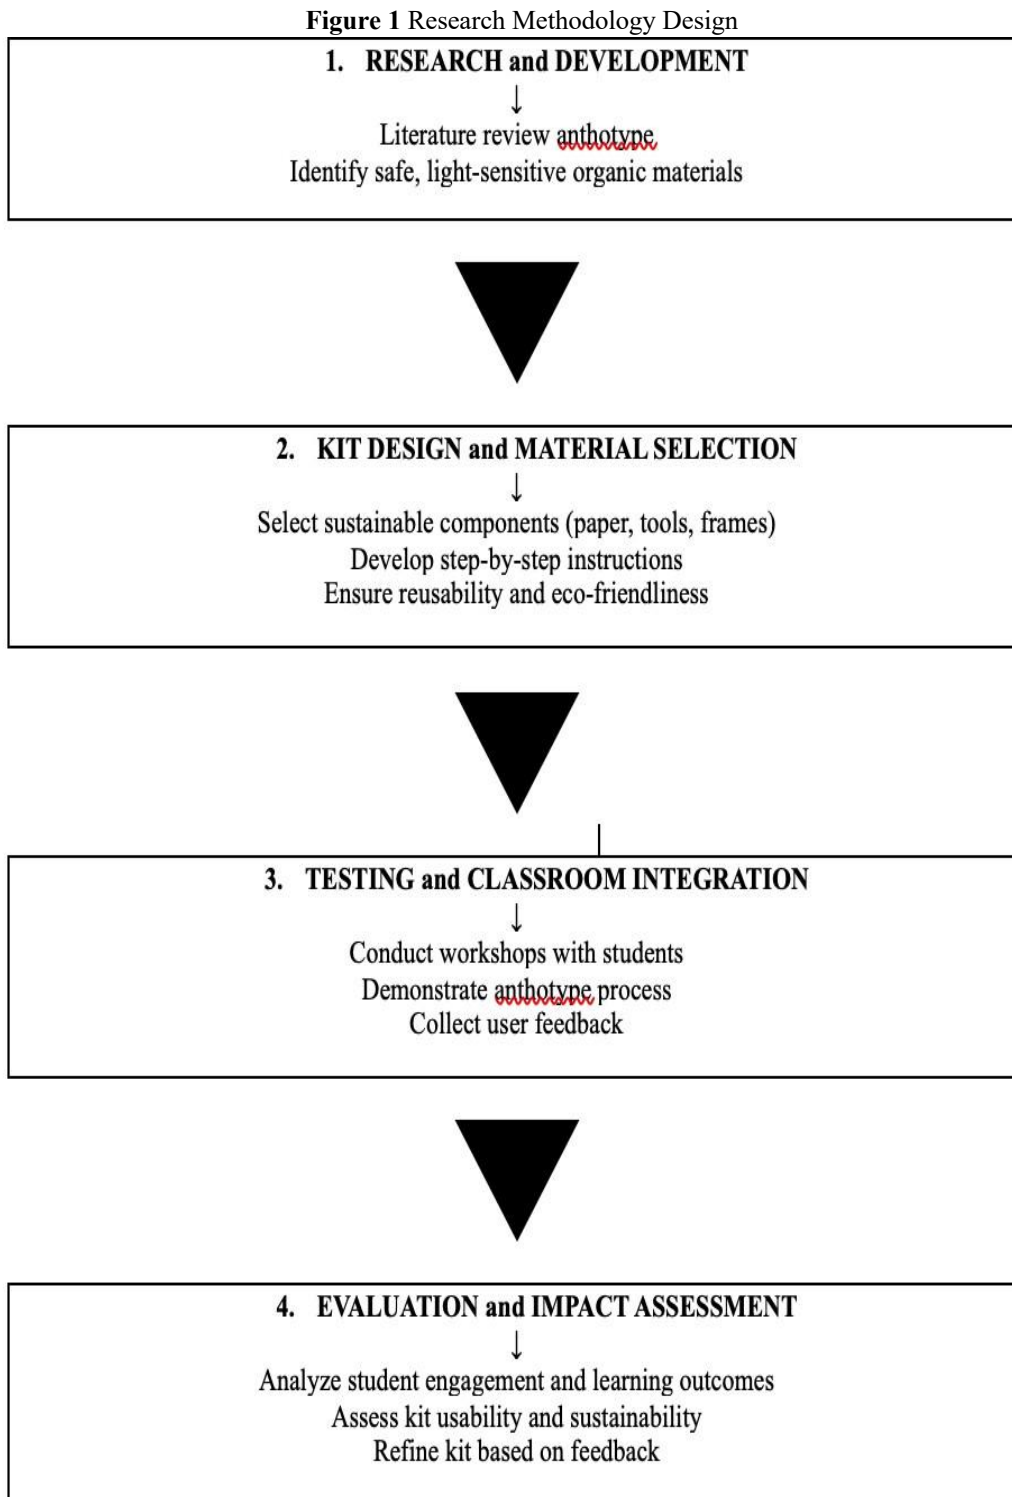 Figure 1 Research Methodology Design
1. RESEARCH and DEVELOPMENT
↓
Literature review anthotype
Identify safe, light-sensitive organic materials
2. KIT DESIGN and MATERIAL SELECTION
↓
Select sustainable components (paper, tools, frames)
Develop step-by-step instructions
Ensure reusability and eco-friendliness
3. TESTING and CLASSROOM INTEGRATION
↓
Conduct workshops with students
Demonstrate anthotype process
Collect user feedback
4. EVALUATION and IMPACT ASSESSMENT
↓
Analyze student engagement and learning outcomes
Assess kit usability and sustainability
Refine kit based on feedback